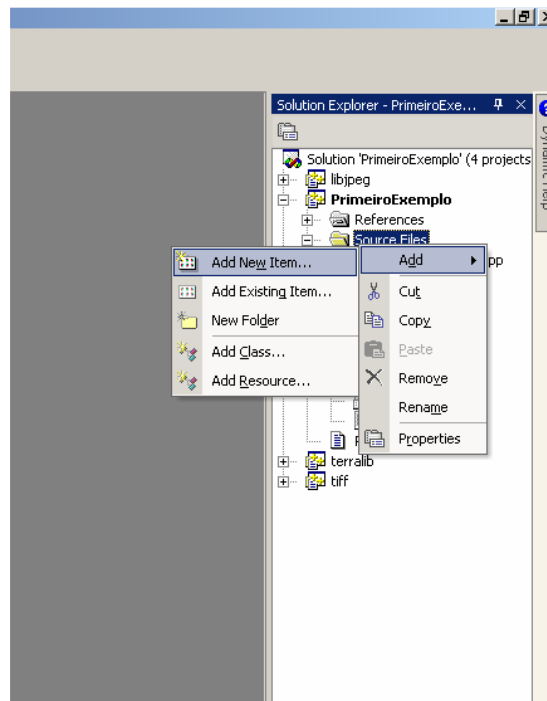 Solution Explorer - PrimeiroExe...
Dynamic Help
Solution 'PrimeiroExemplo' (4 projects
libjpeg
PrimeiroExemplo
References
Source Files
pp
Add New Item...
Add Existing Item...
New Folder
Add Class...
Add Resource...
Add
Cut
Copy
Paste
Remove
Rename
Properties
terralib
tiff